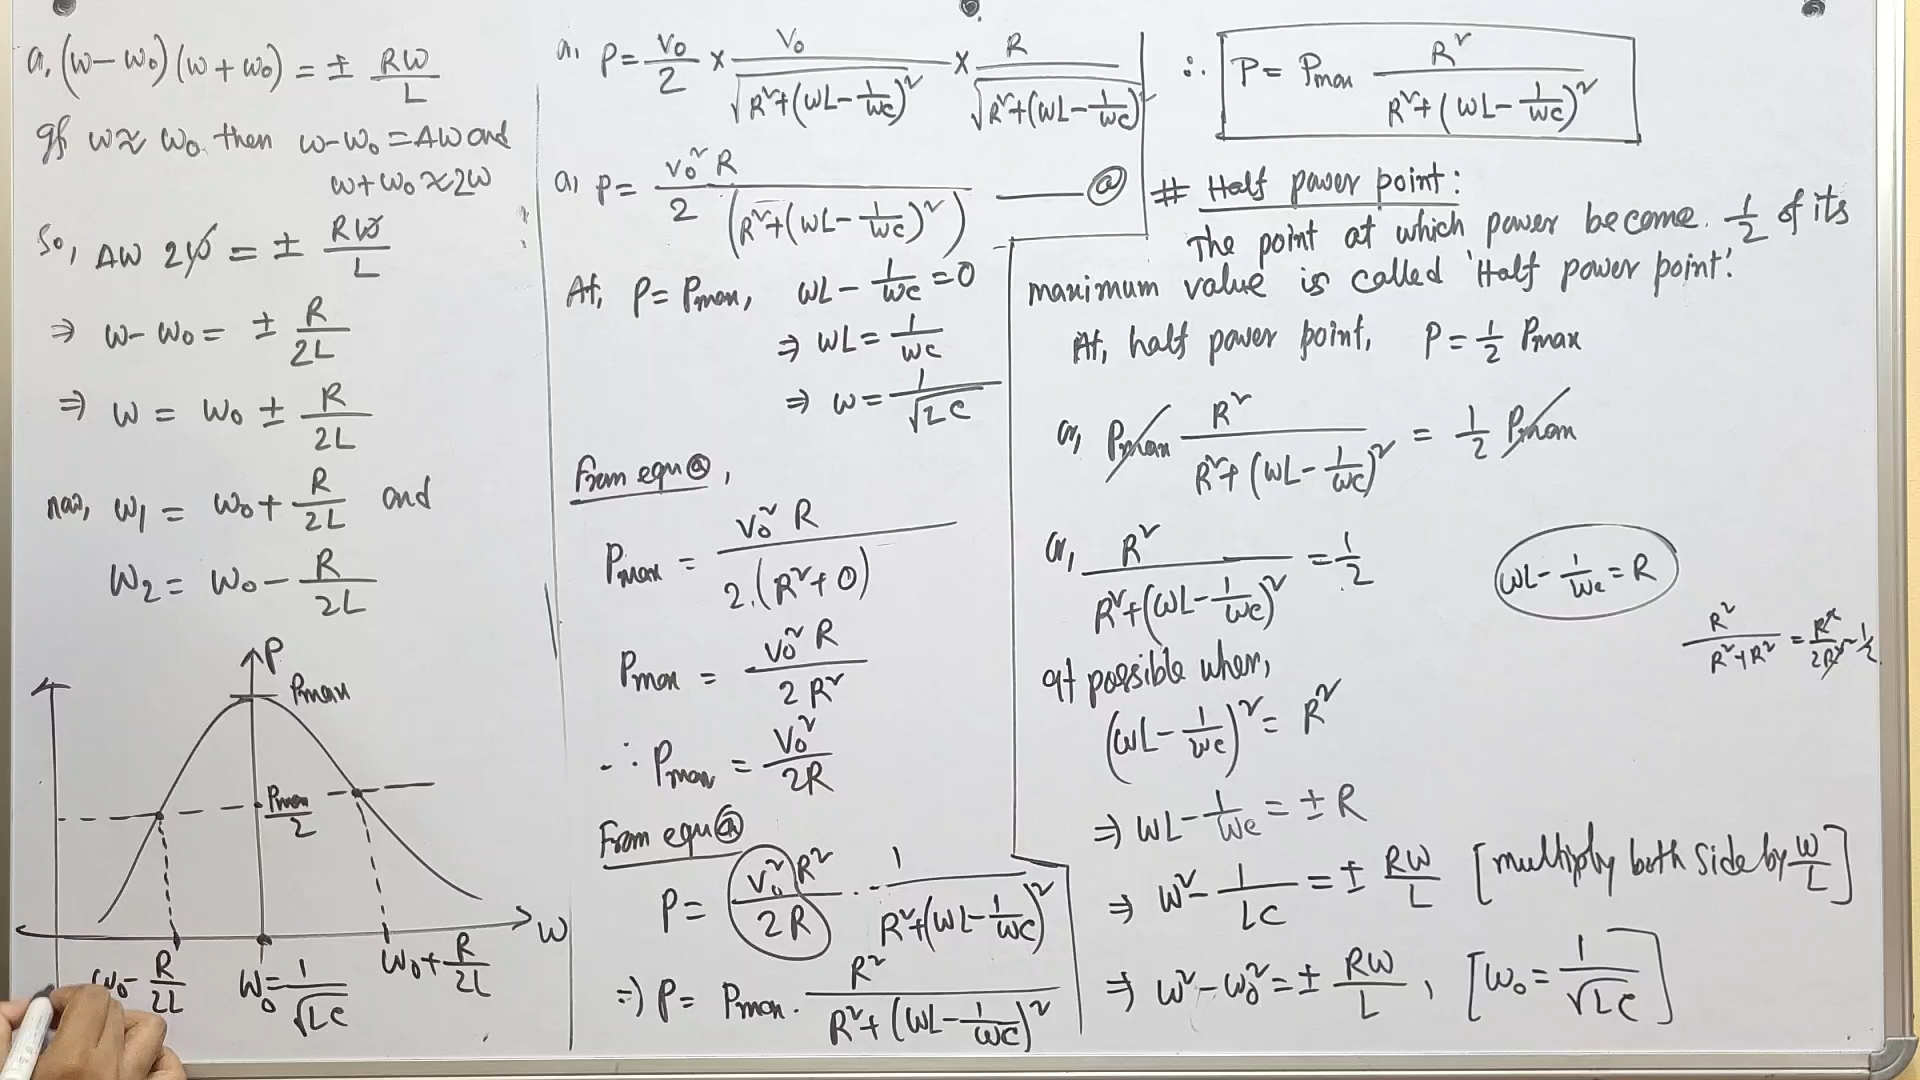 a, (ω - ω₀) (ω + ω₀) = ± Rω/L
If ω ≈ ω₀ then ω - ω₀ = Δω and
ω + ω₀ ≈ 2ω
So, Δω 2ω = ± Rω/L
⇒ ω - ω₀ = ± R/2L
⇒ ω = ω₀ ± R/2L
now, ω₁ = ω₀ + R/2L and
ω₂ = ω₀ - R/2L
P
Pmax
Pmax/2
ω
ω₀ - R/2L
ω₀ = 1/√LC
ω₀ + R/2L
a, P = V₀/2 × V₀/√(R² + (ωL - 1/ωC)²) × R/√(R² + (ωL - 1/ωC)²)
a, P = V₀² R / 2 (R² + (ωL - 1/ωC)²) —— ⓐ
At, P = Pmax, ωL - 1/ωC = 0
⇒ ωL = 1/ωC
⇒ ω = 1/√LC
From equn ⓐ,
Pmax = V₀² R / 2.(R² + 0)
Pmax = V₀² R / 2 R²
∴ Pmax = V₀²/2R
From equn ⓐ
P = V₀² R²/2R · 1/(R² + (ωL - 1/ωC)²)
⇒ P = Pmax · R²/(R² + (ωL - 1/ωC)²)
∴ P = Pmax R²/(R² + (ωL - 1/ωC)²)
# Half power point:
The point at which power become 1/2 of its
maximum value is called 'Half power point'.
At, half power point, P = 1/2 Pmax
a, Pmax R²/(R² + (ωL - 1/ωC)²) = 1/2 Pmax
a, R²/(R² + (ωL - 1/ωC)²) = 1/2
ωL - 1/ωC = R
R²/(R² + R²) = R²/2R² = 1/2
It possible when,
(ωL - 1/ωC)² = R²
⇒ ωL - 1/ωC = ± R
⇒ ω² - 1/LC = ± Rω/L [multiply both side by ω/L]
⇒ ω² - ω₀² = ± Rω/L, [ω₀ = 1/√LC]